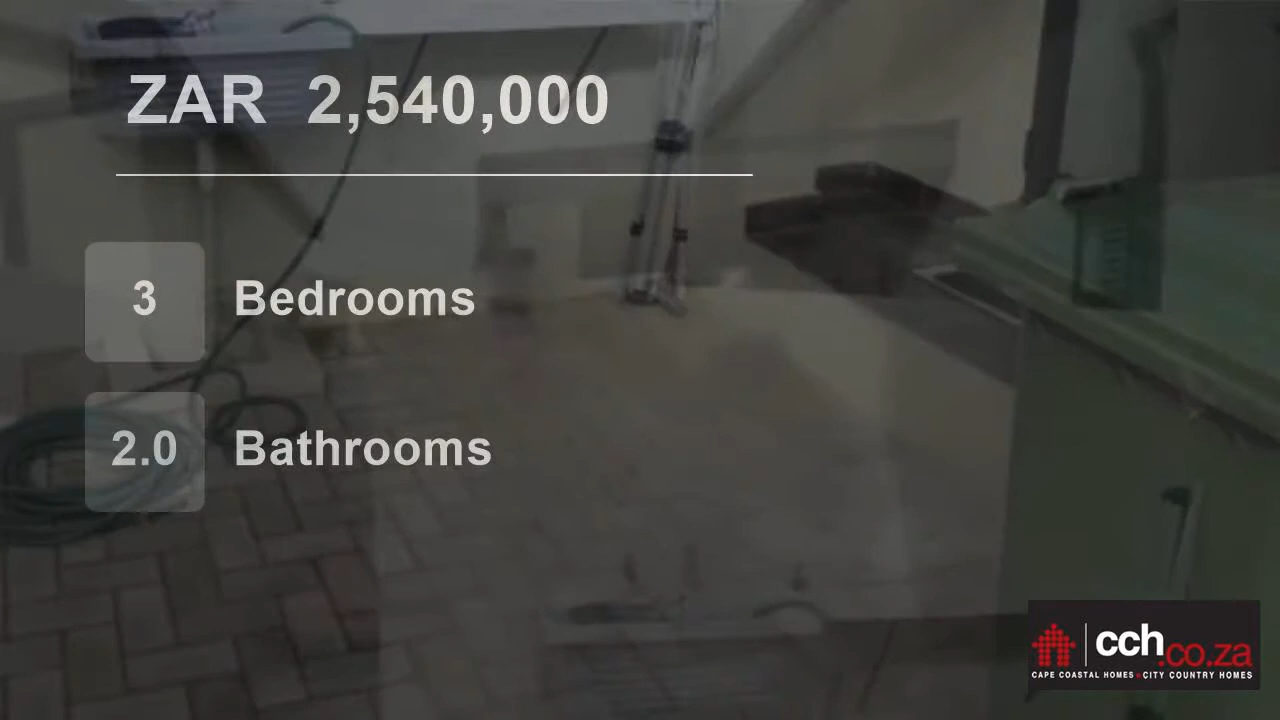 ZAR 2,540,000
3 Bedrooms
2.0 Bathrooms
cch.co.za
CAPE COASTAL HOMES CITY COUNTRY HOMES